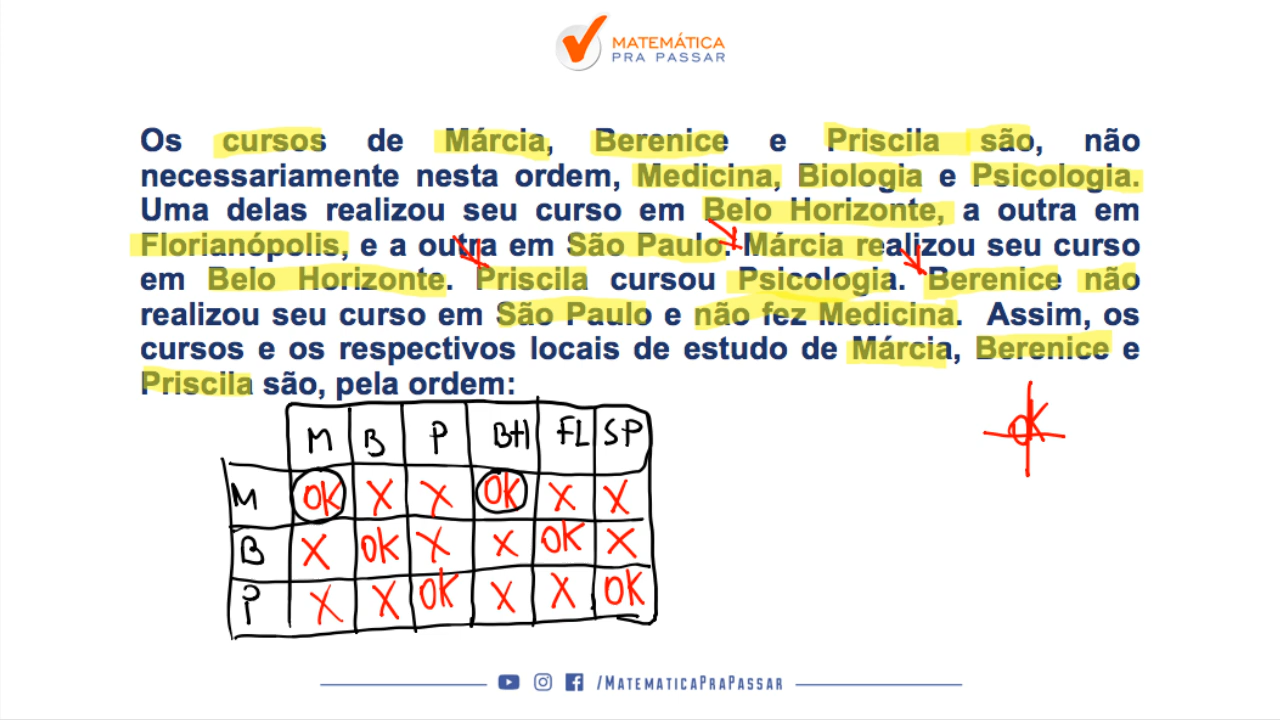 MATEMÁTICA
PRA PASSAR
Os cursos de Márcia, Berenice e Priscila são, não
necessariamente nesta ordem, Medicina, Biologia e Psicologia.
Uma delas realizou seu curso em Belo Horizonte, a outra em
Florianópolis, e a outra em São Paulo. Márcia realizou seu curso
em Belo Horizonte. Priscila cursou Psicologia. Berenice não
realizou seu curso em São Paulo e não fez Medicina. Assim, os
cursos e os respectivos locais de estudo de Márcia, Berenice e
Priscila são, pela ordem:
OK
M B P BH FL SP
M OK X X OK X X
B X OK X X OK X
P X X OK X X OK
/MATEMATICAPRAPASSAR